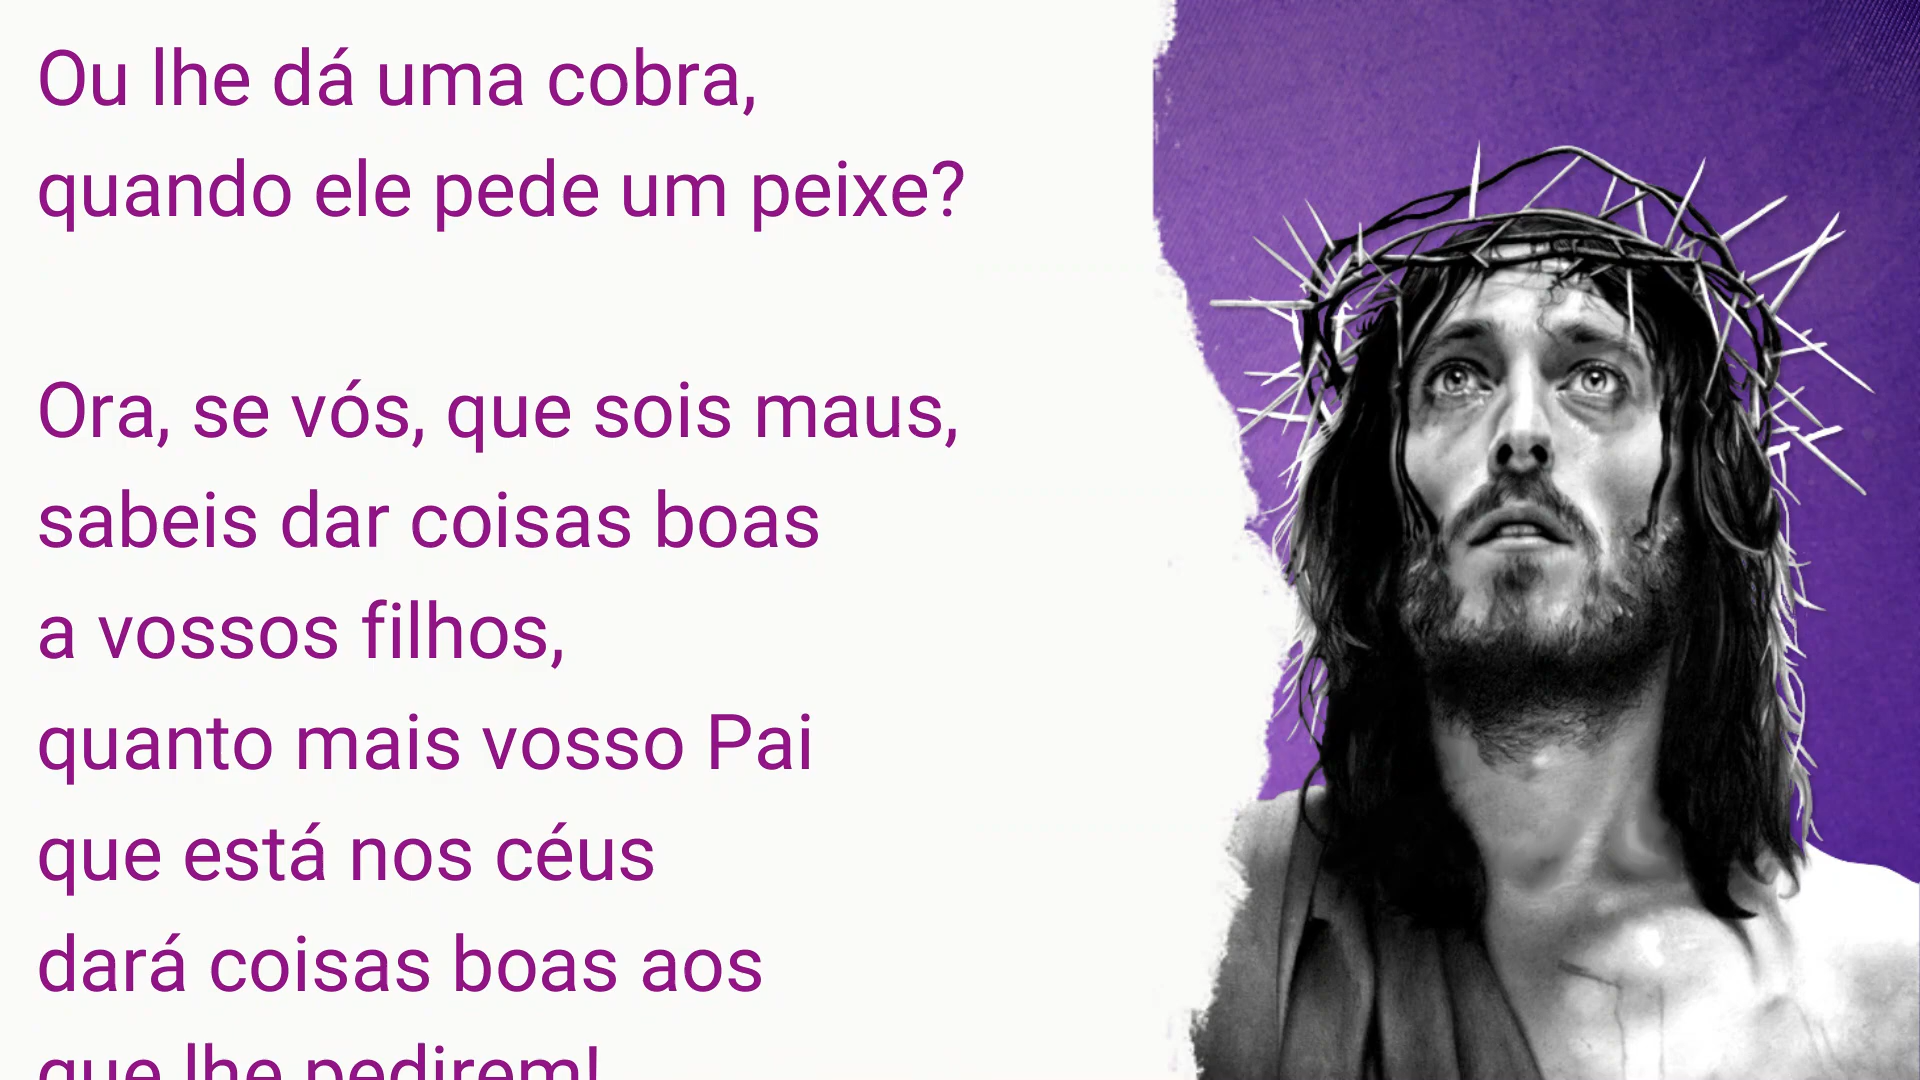 Ou lhe dá uma cobra,
quando ele pede um peixe?
Ora, se vós, que sois maus,
sabeis dar coisas boas
a vossos filhos,
quanto mais vosso Pai
que está nos céus
dará coisas boas aos
que lhe pedirem!